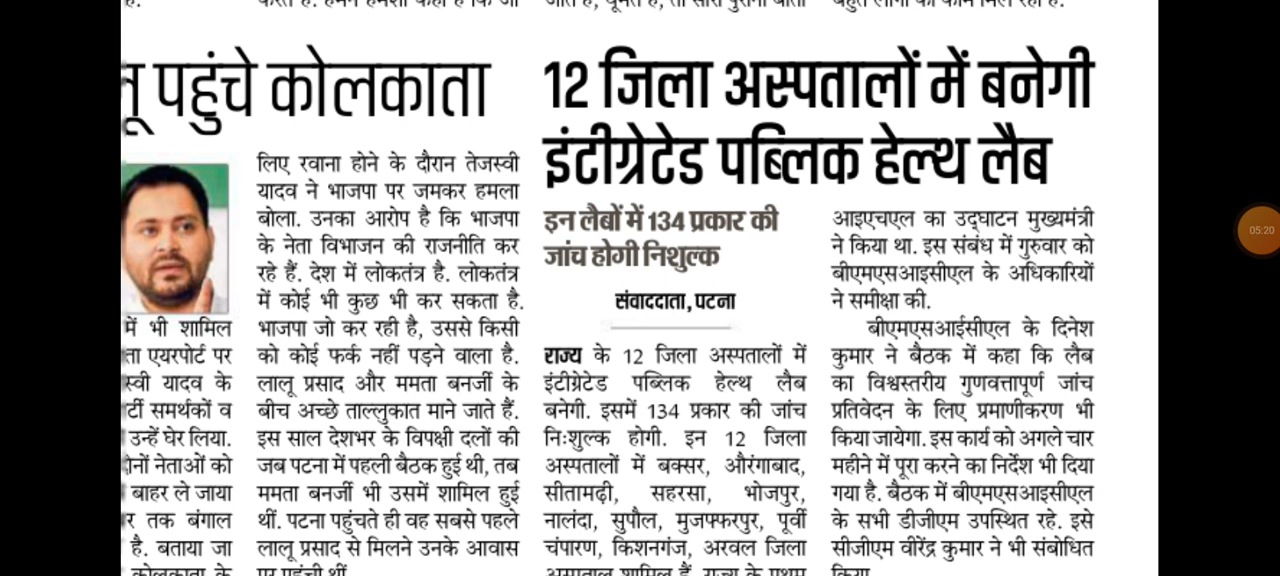 तू पहुंचे कोलकाता
में भी शामिल
ता एयरपोर्ट पर
स्वी यादव के
र्टी समर्थकों व
उन्हें घेर लिया.
दोनों नेताओं को
बाहर ले जाया
र तक बंगाल
है. बताया जा
कोलकाता के
लिए रवाना होने के दौरान तेजस्वी
यादव ने भाजपा पर जमकर हमला
बोला. उनका आरोप है कि भाजपा
के नेता विभाजन की राजनीति कर
रहे हैं. देश में लोकतंत्र है. लोकतंत्र
में कोई भी कुछ भी कर सकता है.
भाजपा जो कर रही है, उससे किसी
को कोई फर्क नहीं पड़ने वाला है.
लालू प्रसाद और ममता बनर्जी के
बीच अच्छे ताल्लुकात माने जाते हैं.
इस साल देशभर के विपक्षी दलों की
जब पटना में पहली बैठक हुई थी, तब
ममता बनर्जी भी उसमें शामिल हुई
थीं. पटना पहुंचते ही वह सबसे पहले
लालू प्रसाद से मिलने उनके आवास
पर पहुंची थीं
12 जिला अस्पतालों में बनेगी
इंटीग्रेटेड पब्लिक हेल्थ लैब
इन लैबों में 134 प्रकार की
जांच होगी निशुल्क
संवाददाता, पटना
राज्य के 12 जिला अस्पतालों में
इंटीग्रेटेड पब्लिक हेल्थ लैब
बनेगी. इसमें 134 प्रकार की जांच
निःशुल्क होगी. इन 12 जिला
अस्पतालों में बक्सर, औरंगाबाद,
सीतामढ़ी, सहरसा, भोजपुर,
नालंदा, सुपौल, मुजफ्फरपुर, पूर्वी
चंपारण, किशनगंज, अरवल जिला
अस्पताल शामिल हैं. राज्य के प्रथम
आइएचएल का उद्घाटन मुख्यमंत्री
ने किया था. इस संबंध में गुरुवार को
बीएमएसआइसीएल के अधिकारियों
ने समीक्षा की.
बीएमएसआईसीएल के दिनेश
कुमार ने बैठक में कहा कि लैब
का विश्वस्तरीय गुणवत्तापूर्ण जांच
प्रतिवेदन के लिए प्रमाणीकरण भी
किया जायेगा. इस कार्य को अगले चार
महीने में पूरा करने का निर्देश भी दिया
गया है. बैठक में बीएमएसआइसीएल
के सभी डीजीएम उपस्थित रहे. इसे
सीजीएम वीरेंद्र कुमार ने भी संबोधित
किया
05:20